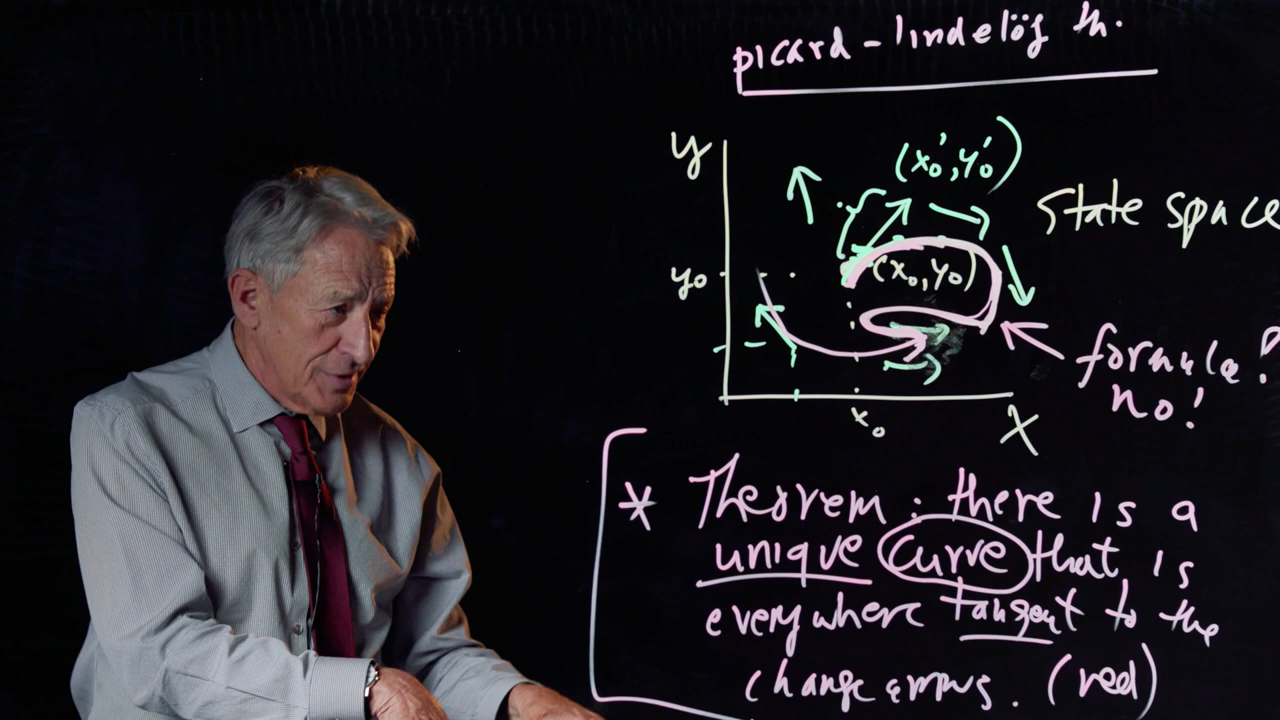 picard-lindelöf th.
y
(x₀', y₀')
State space
y₀
(x₀, y₀)
formula?
no!
x₀
X
* Theorem: there is a
unique curve that is
everywhere tangent to the
change arrows. (red)